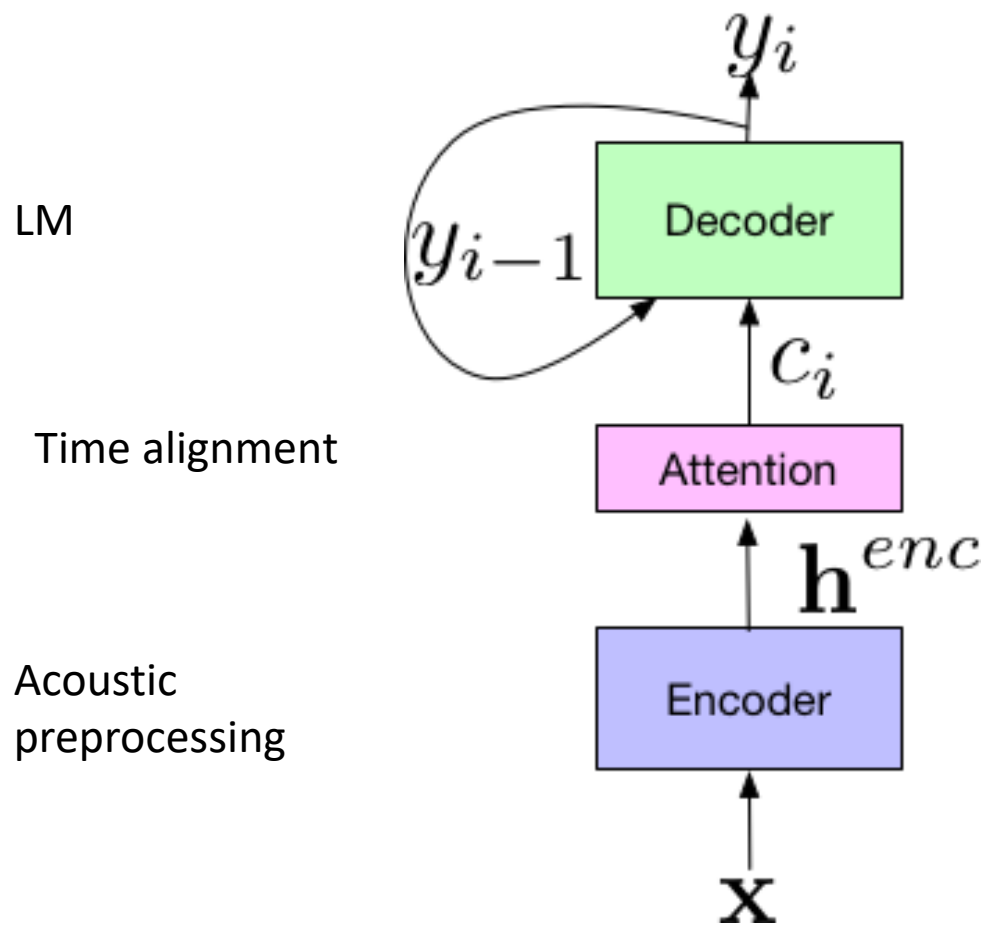 y_i
LM
Decoder
y_{i-1}
c_i
Time alignment
Attention
h^{enc}
Acoustic
preprocessing
Encoder
x